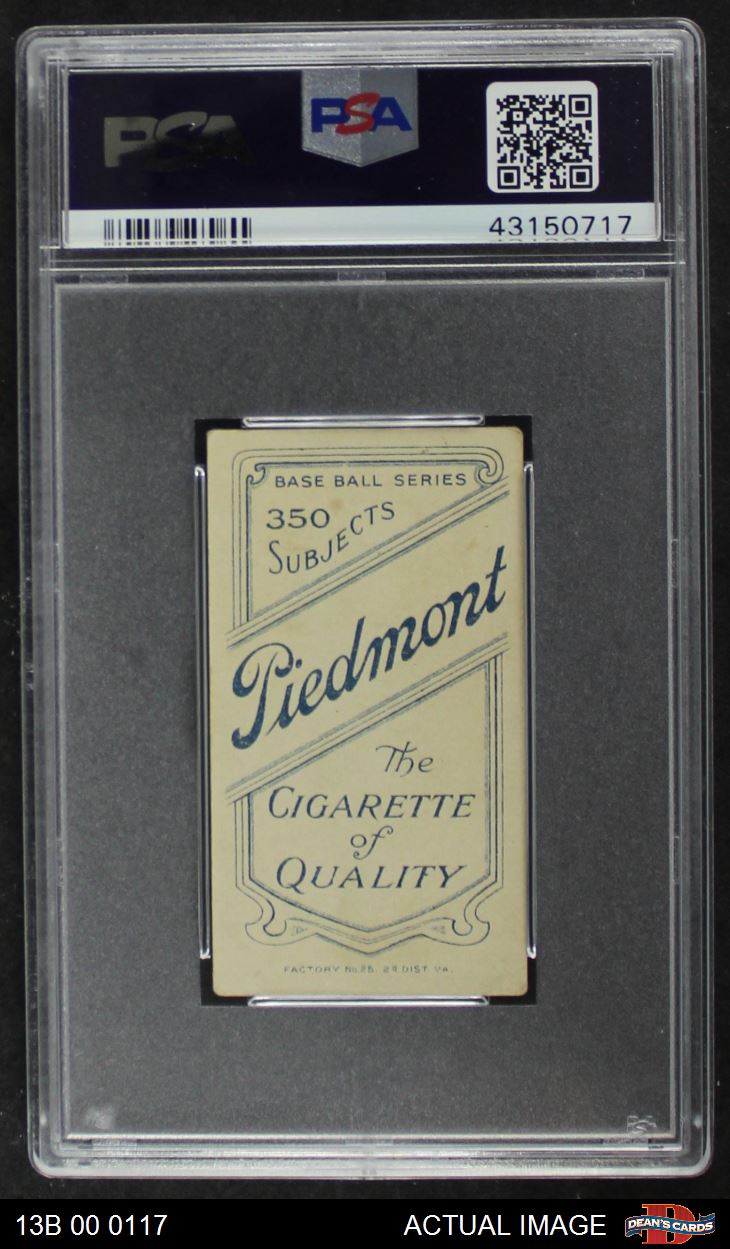 PSA
PSA
43150717
BASE BALL SERIES
350
SUBJECTS
Piedmont
The
CIGARETTE
of
QUALITY
FACTORY No. 25. 2d DIST. VA.
PSA
13B 00 0117
ACTUAL IMAGE
D
DEAN'S CARDS